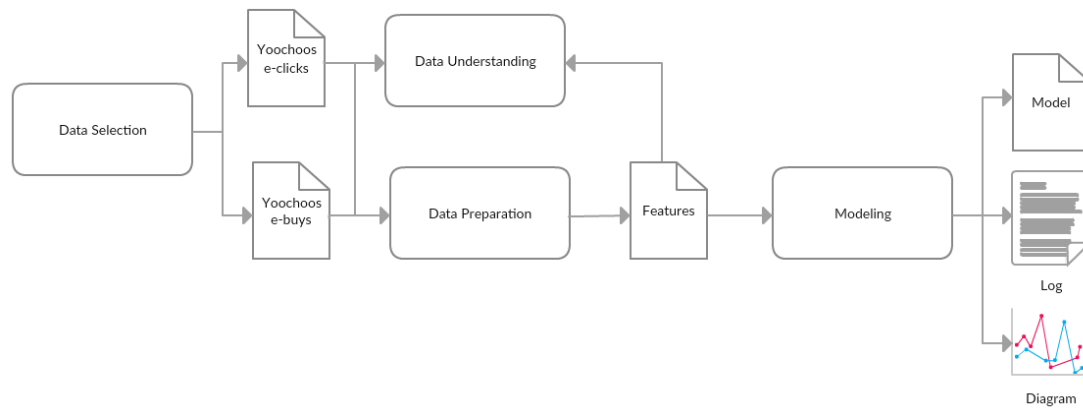 Data Selection
Yoochoos
e-clicks
Yoochoos
e-buys
Data Understanding
Data Preparation
Features
Modeling
Model
Log
Diagram